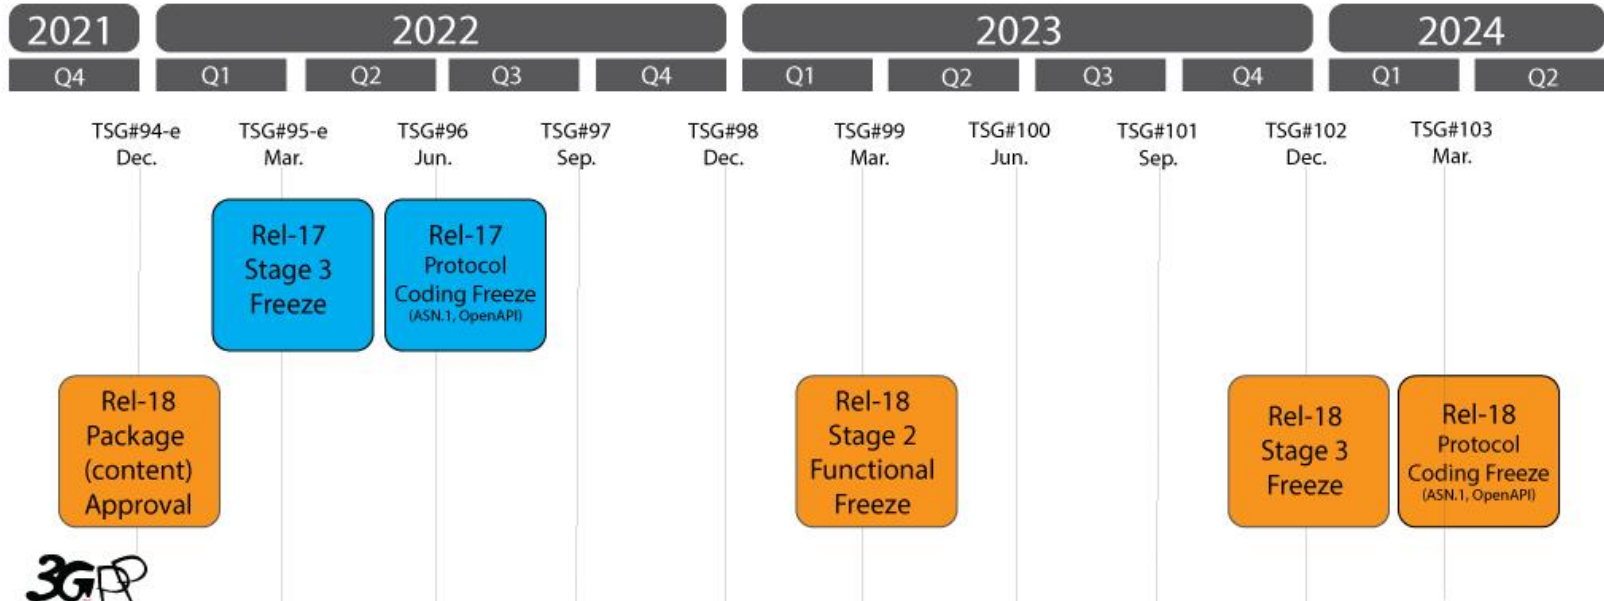 2021 2022 2023 2024
Q4 Q1 Q2 Q3 Q4 Q1 Q2 Q3 Q4 Q1 Q2
TSG#94-e TSG#95-e TSG#96 TSG#97 TSG#98 TSG#99 TSG#100 TSG#101 TSG#102 TSG#103
Dec. Mar. Jun. Sep. Dec. Mar. Jun. Sep. Dec. Mar.
Rel-17
Stage 3
Freeze
Rel-17
Protocol
Coding Freeze
(ASN.1, OpenAPI)
Rel-18
Package
(content)
Approval
Rel-18
Stage 2
Functional
Freeze
Rel-18
Stage 3
Freeze
Rel-18
Protocol
Coding Freeze
(ASN.1, OpenAPI)
3GPP